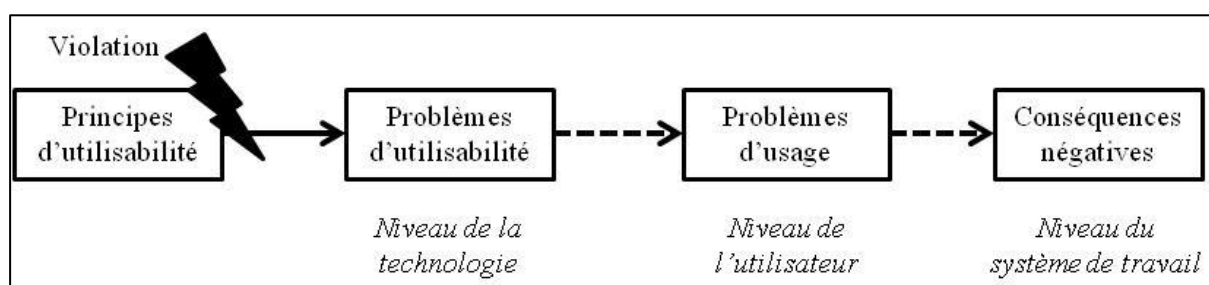 Violation
Principes
d'utilisabilité
Problèmes
d'utilisabilité
Problèmes
d'usage
Conséquences
négatives
Niveau de la
technologie
Niveau de
l'utilisateur
Niveau du
système de travail